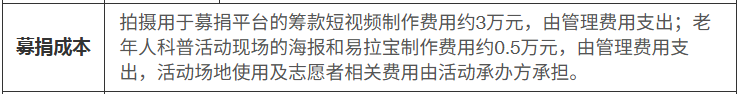 募捐成本
拍摄用于募捐平台的筹款短视频制作费用约3万元，由管理费用支出；老
年人科普活动现场的海报和易拉宝制作费用约0.5万元，由管理费用支
出，活动场地使用及志愿者相关费用由活动承办方承担。